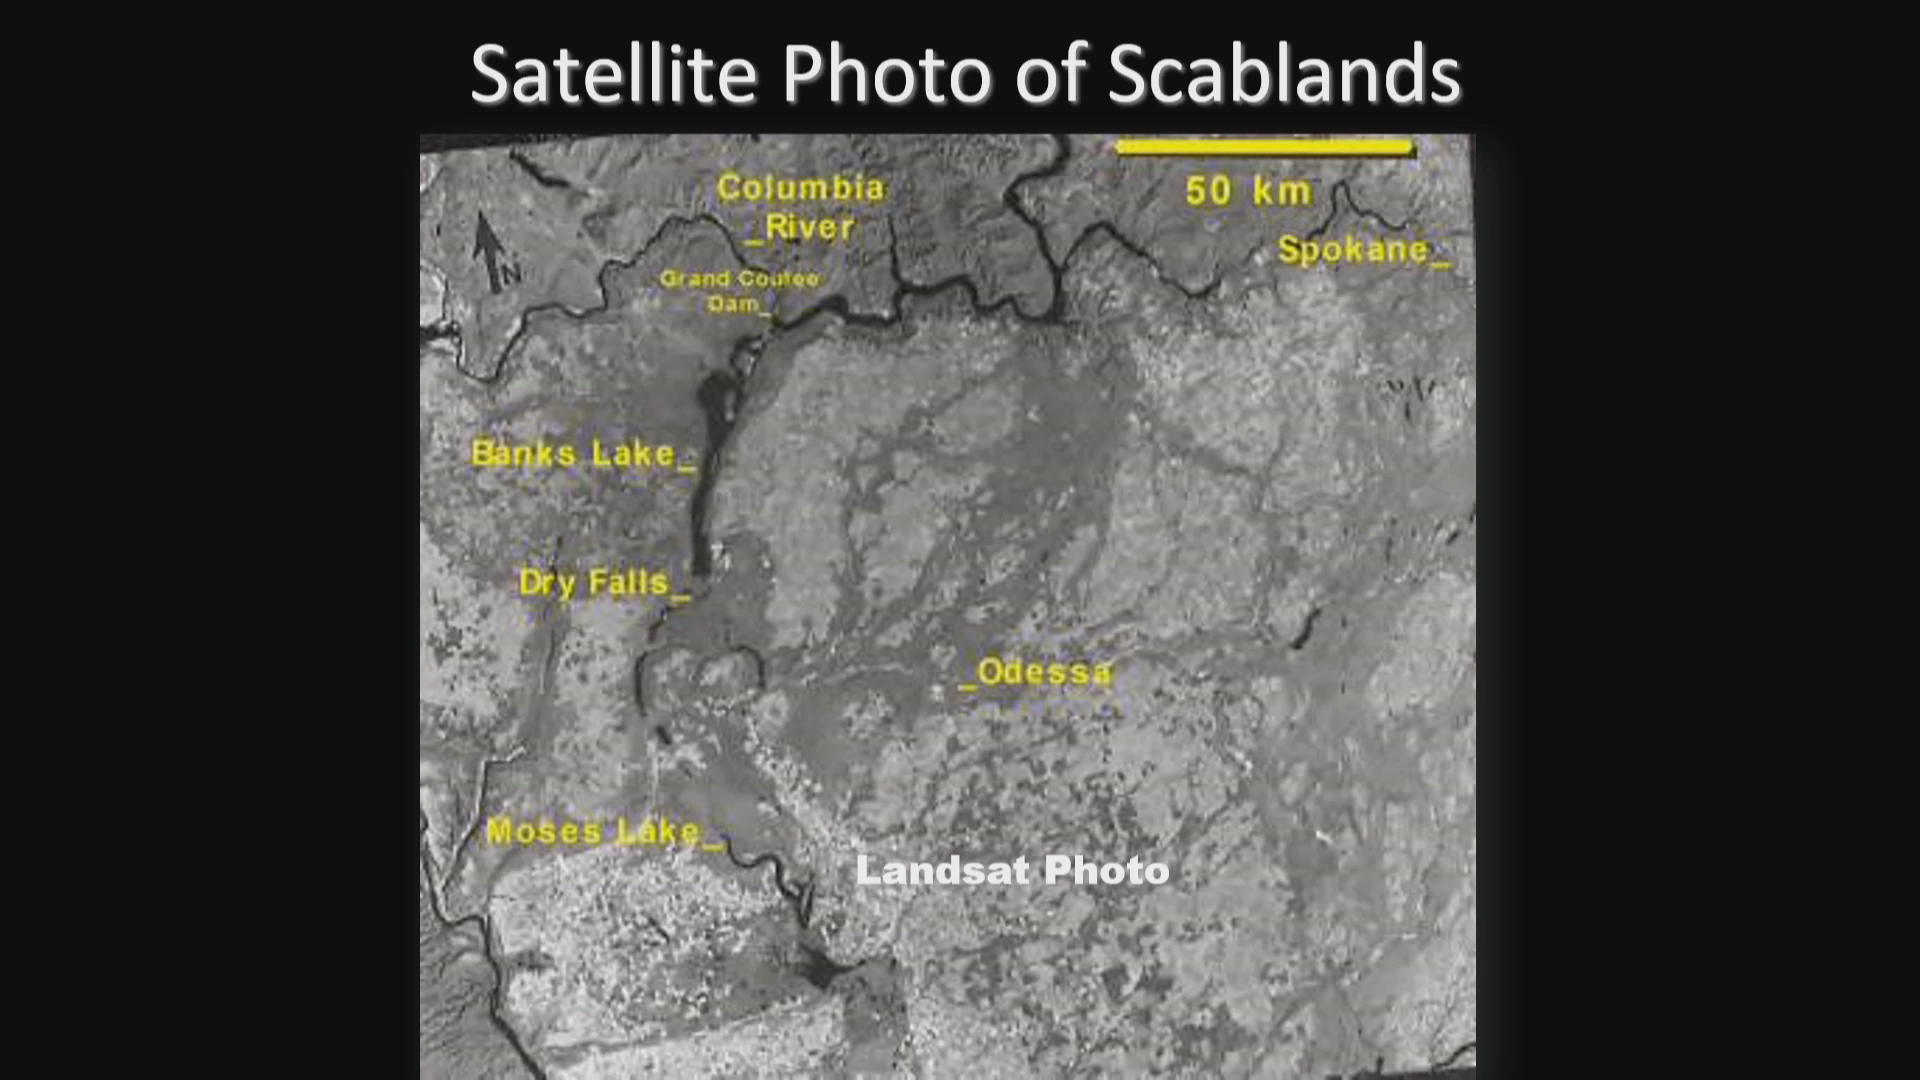 Satellite Photo of Scablands
50 km
Columbia
_River
Spokane_
N
Grand Coulee
Dam_
Banks Lake_
Dry Falls_
_Odessa
Moses Lake_
Landsat Photo